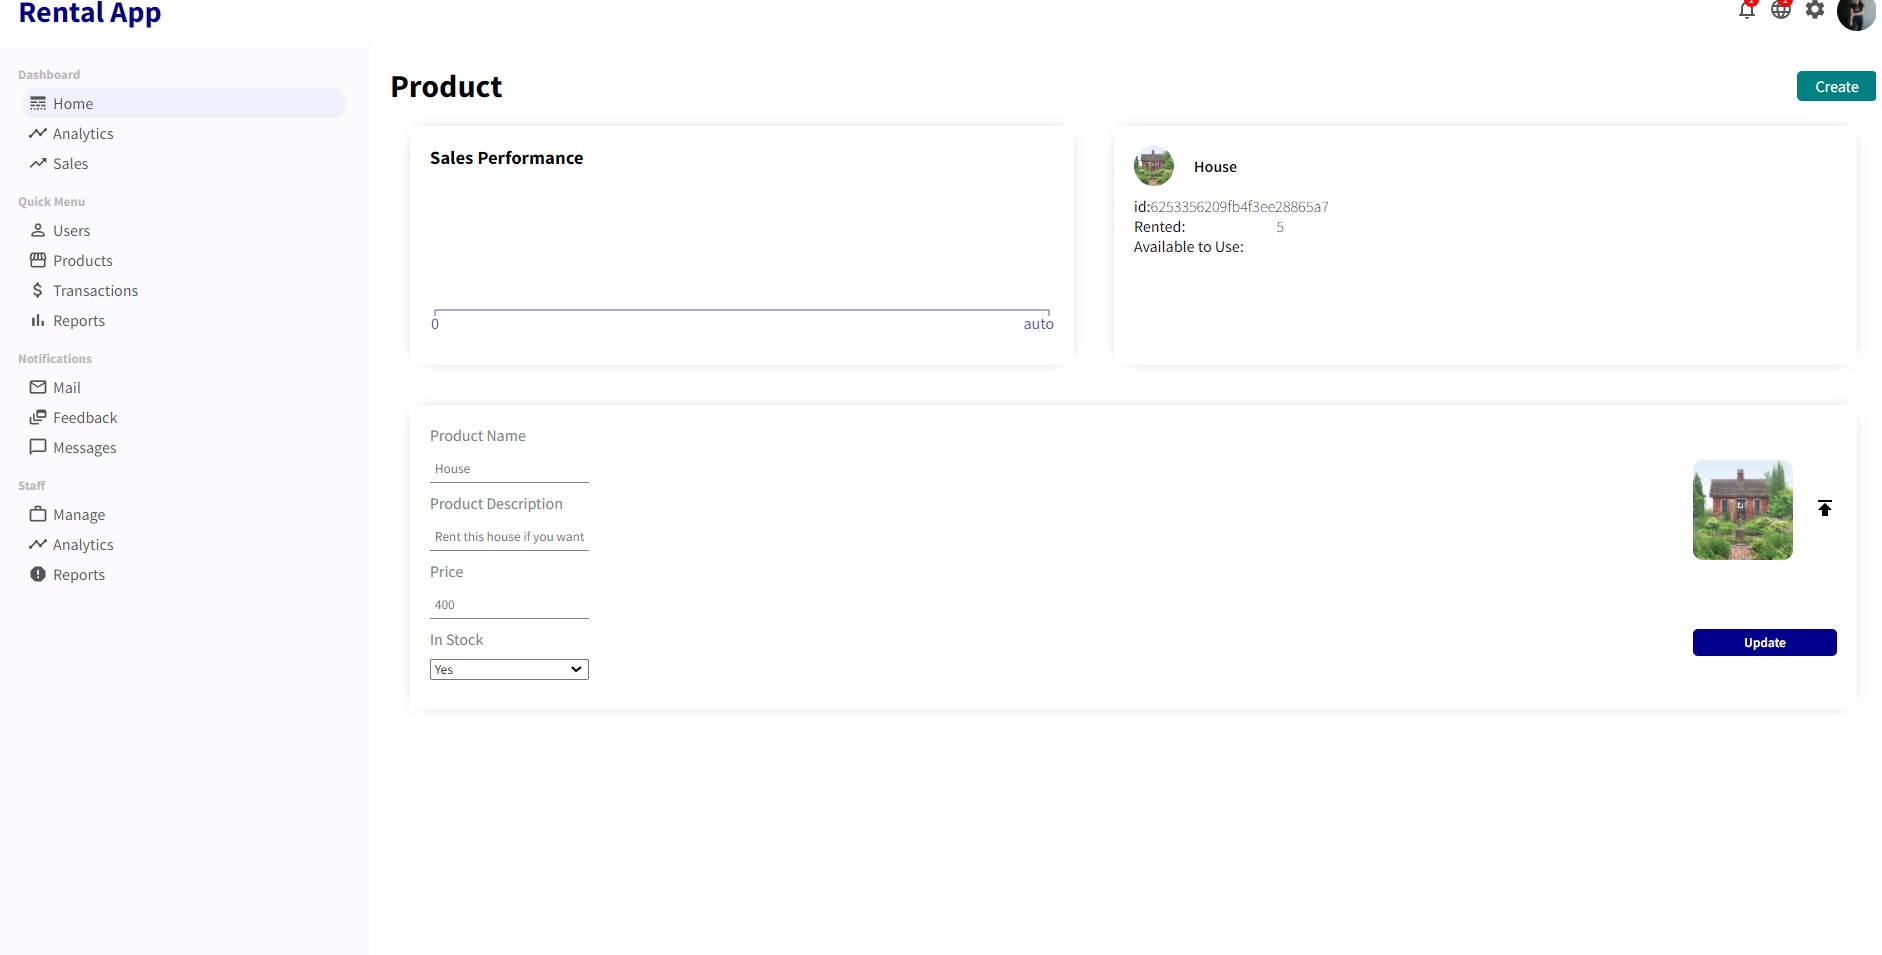 Rental App
2
2
Dashboard
Home
Analytics
Sales
Quick Menu
Users
Products
Transactions
Reports
Notifications
Mail
Feedback
Messages
Staff
Manage
Analytics
Reports
Product
Create
Sales Performance
0 auto
House
id:6253356209fb4f3ee28865a7
Rented: 5
Available to Use:
Product Name
House
Product Description
Rent this house if you want
Price
400
In Stock
Yes
Update